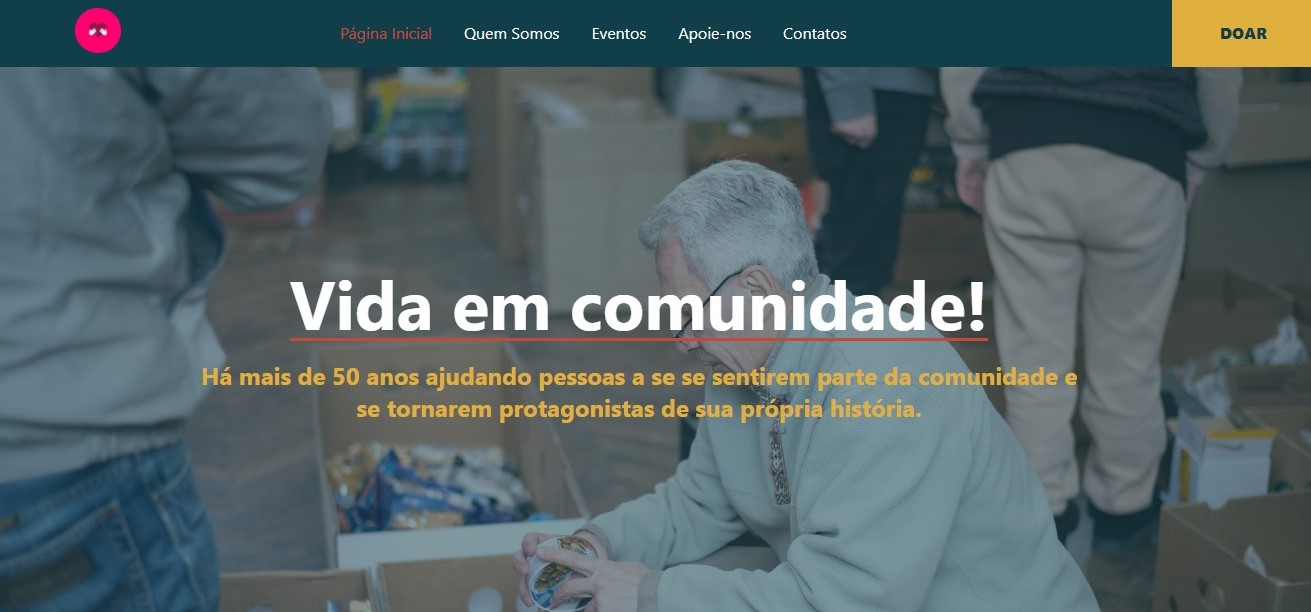 Página Inicial
Quem Somos
Eventos
Apoie-nos
Contatos
DOAR
Vida em comunidade!
Há mais de 50 anos ajudando pessoas a se se sentirem parte da comunidade e
se tornarem protagonistas de sua própria história.